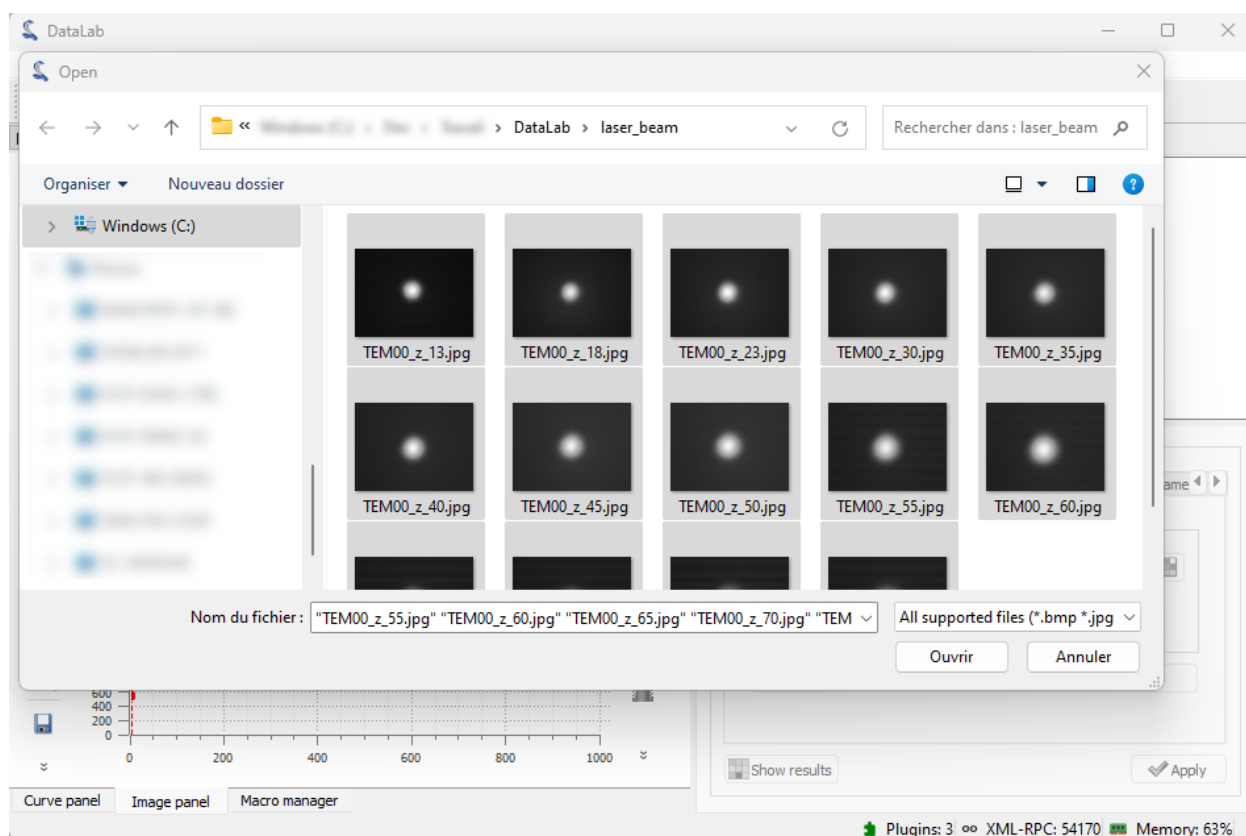 DataLab
Open
« DataLab > laser_beam
Rechercher dans : laser_beam
Organiser Nouveau dossier
Windows (C:)
TEM00_z_13.jpg TEM00_z_18.jpg TEM00_z_23.jpg TEM00_z_30.jpg TEM00_z_35.jpg
TEM00_z_40.jpg TEM00_z_45.jpg TEM00_z_50.jpg TEM00_z_55.jpg TEM00_z_60.jpg
Nom du fichier : "TEM00_z_55.jpg" "TEM00_z_60.jpg" "TEM00_z_65.jpg" "TEM00_z_70.jpg" "TEM
All supported files (*.bmp *.jpg
Ouvrir Annuler
ame
600
400
200
0
0 200 400 600 800 1000
Show results Apply
Curve panel Image panel Macro manager
Plugins: 3 XML-RPC: 54170 Memory: 63%